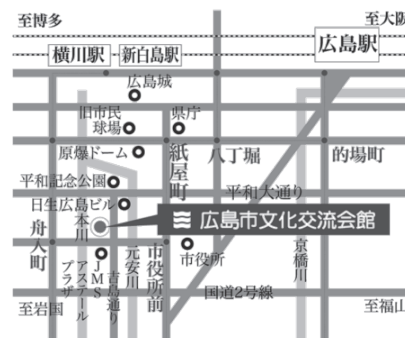 至博多
至大阪
横川駅
新白島駅
広島駅
広島城
旧市民
球場
県庁
原爆ドーム
紙屋町
八丁堀
的場町
平和記念公園
平和大通り
日生広島ビル
広島市文化交流会館
舟入町
本川
元安川
市役所前
市役所
京橋川
アステール
プラザ
JMS
吉島通り
国道2号線
至岩国
至福山